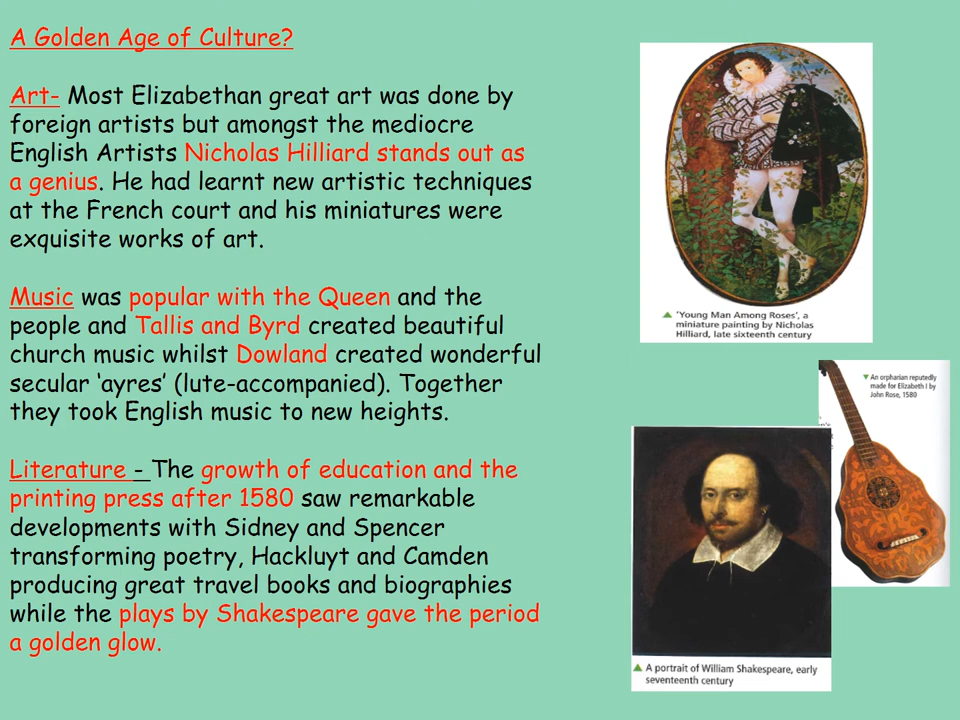 A Golden Age of Culture?
Art- Most Elizabethan great art was done by
foreign artists but amongst the mediocre
English Artists Nicholas Hilliard stands out as
a genius. He had learnt new artistic techniques
at the French court and his miniatures were
exquisite works of art.
Music was popular with the Queen and the
people and Tallis and Byrd created beautiful
church music whilst Dowland created wonderful
secular ‘ayres’ (lute-accompanied). Together
they took English music to new heights.
Literature - The growth of education and the
printing press after 1580 saw remarkable
developments with Sidney and Spencer
transforming poetry, Hackluyt and Camden
producing great travel books and biographies
while the plays by Shakespeare gave the period
a golden glow.
‘Young Man Among Roses’, a
miniature painting by Nicholas
Hilliard, late sixteenth century
An orpharian reputedly
made for Elizabeth I by
John Rose, 1580
A portrait of William Shakespeare, early
seventeenth century